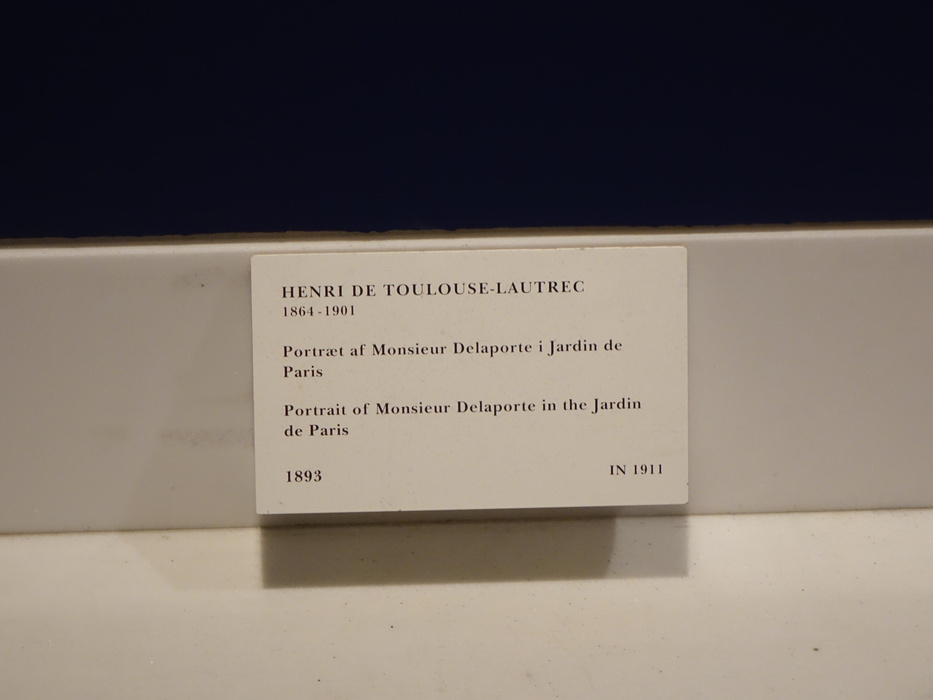 HENRI DE TOULOUSE-LAUTREC
1864-1901
Portræt af Monsieur Delaporte i Jardin de
Paris
Portrait of Monsieur Delaporte in the Jardin
de Paris
1893 IN 1911